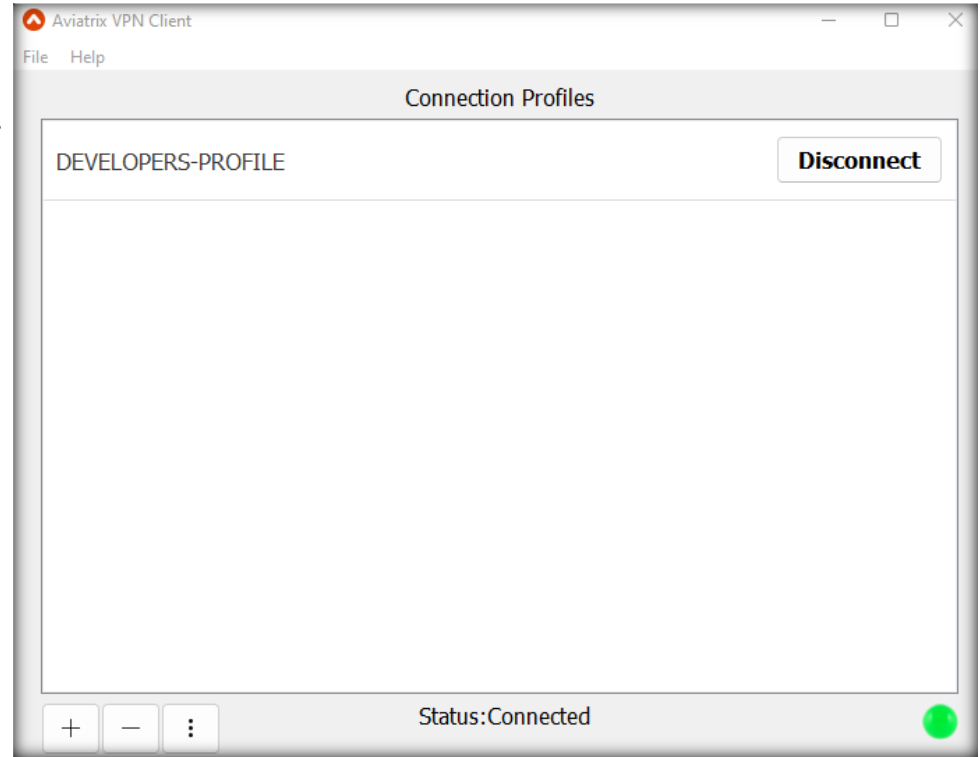 Aviatrix VPN Client
File Help
Connection Profiles
DEVELOPERS-PROFILE Disconnect
Status:Connected